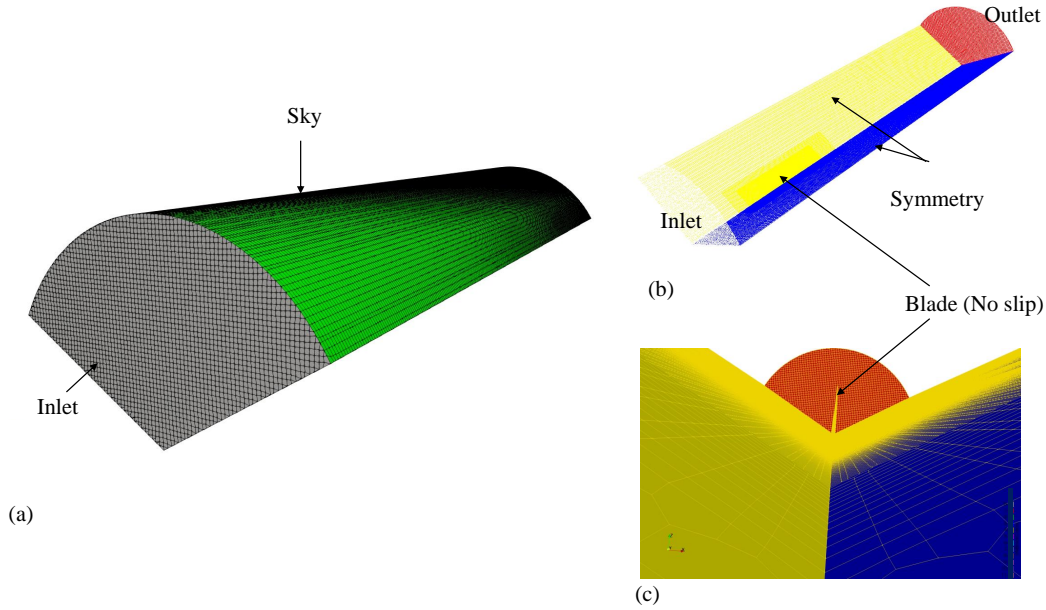 Sky
Inlet
(a)
Outlet
Inlet
Symmetry
(b)
Blade (No slip)
(c)